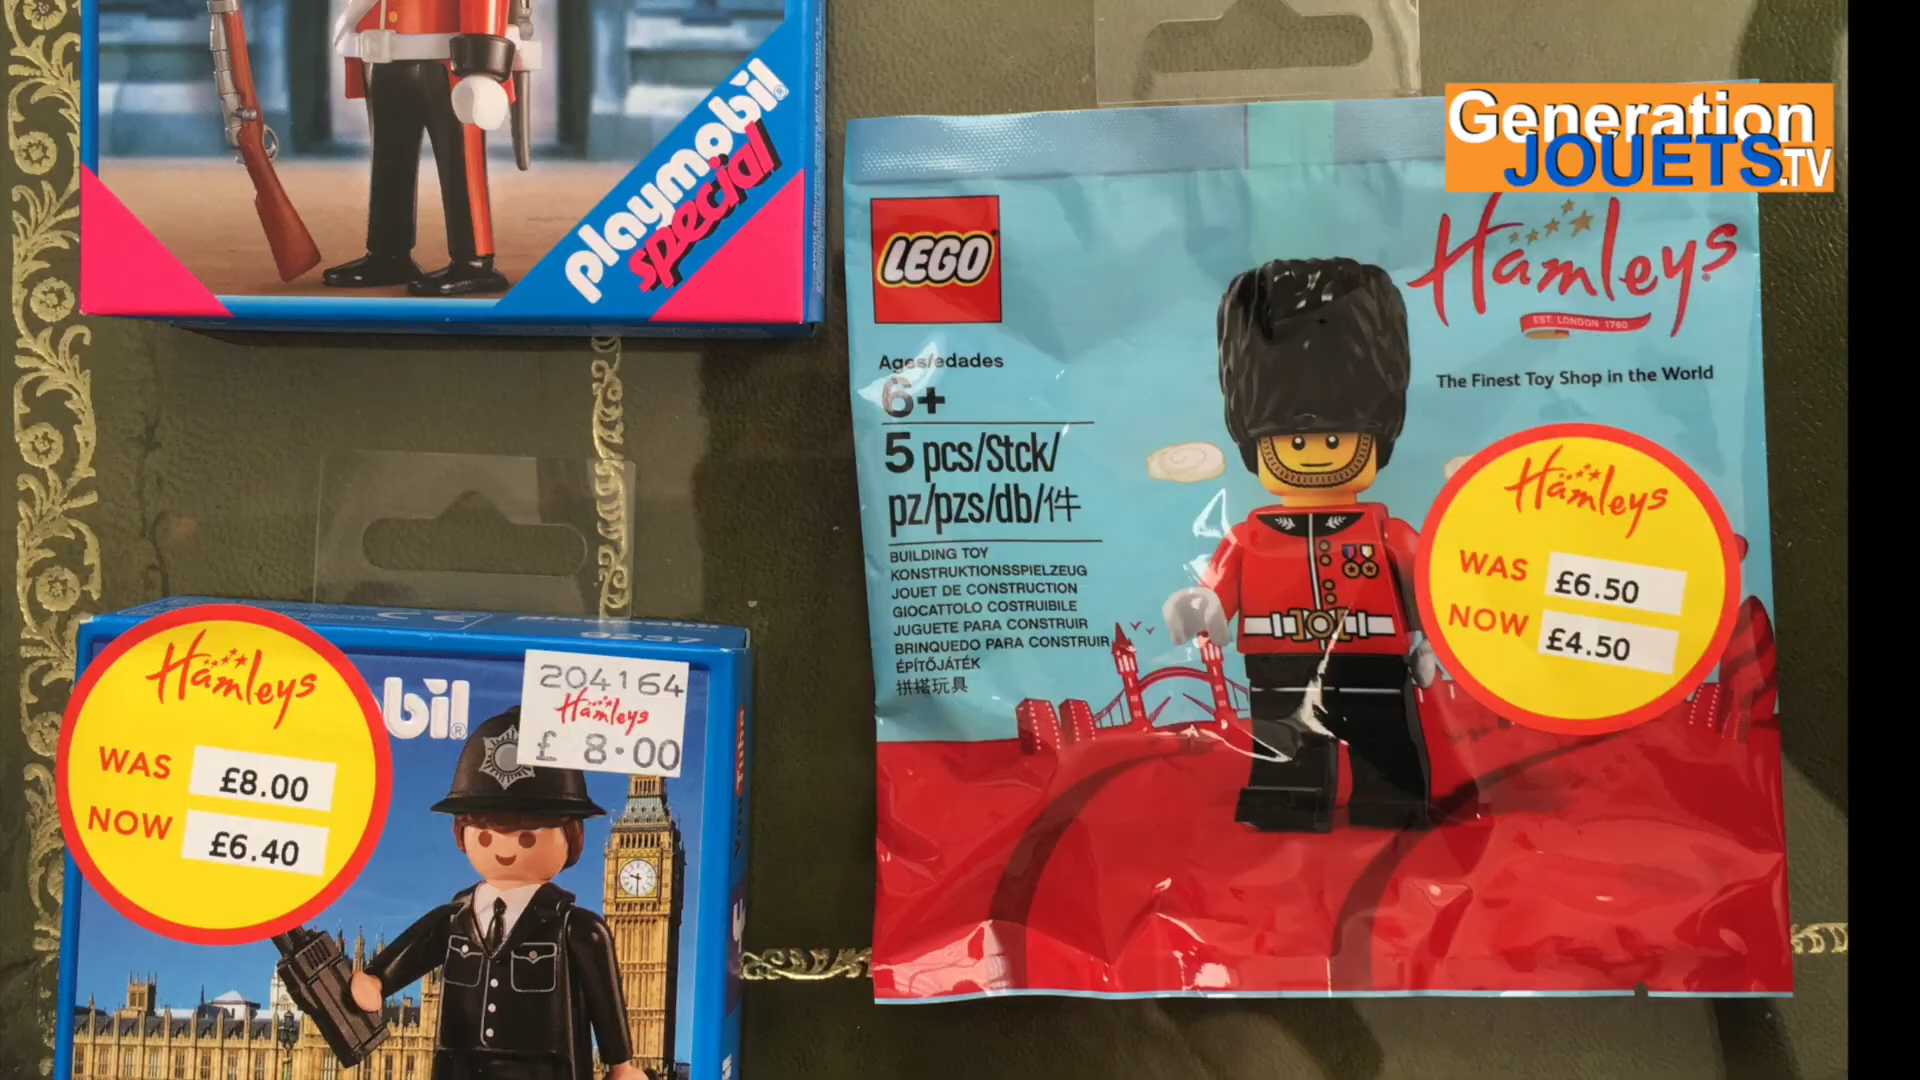 playmobil®
special
Generation
JOUETS.TV
LEGO®
Hamleys®
EST. LONDON 1760
The Finest Toy Shop in the World
Ages/edades
6+
5 pcs/Stck/
pz/pzs/db/件
BUILDING TOY
KONSTRUKTIONSSPIELZEUG
JOUET DE CONSTRUCTION
GIOCATTOLO COSTRUIBILE
JUGUETE PARA CONSTRUIR
BRINQUEDO PARA CONSTRUIR
ÉPÍTŐJÁTÉK
拼搭玩具
Hamleys
WAS £6.50
NOW £4.50
Hamleys
WAS £8.00
NOW £6.40
bil®
204164
Hamleys
£ 8.00